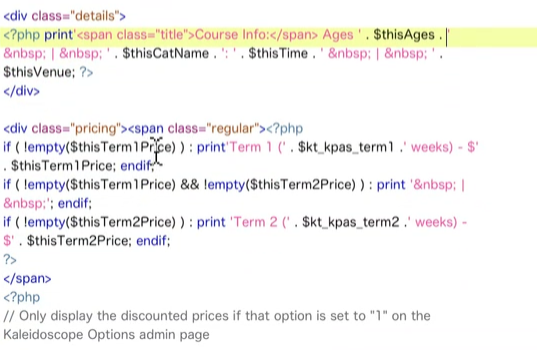 <div class="details">
<?php print'<span class="title">Course Info:</span> Ages ' . $thisAges . '
&nbsp; | &nbsp; ' . $thisCatName . ': ' . $thisTime . ' &nbsp; | &nbsp; ' .
$thisVenue; ?>
</div>
<div class="pricing"><span class="regular"><?php
if ( !empty($thisTerm1Price) ) : print'Term 1 (' . $kt_kpas_term1 .' weeks) - $'
. $thisTerm1Price; endif;
if ( !empty($thisTerm1Price) && !empty($thisTerm2Price) ) : print '&nbsp; |
&nbsp;'; endif;
if ( !empty($thisTerm2Price) ) : print 'Term 2 (' . $kt_kpas_term2 .' weeks) -
$' . $thisTerm2Price; endif;
?>
</span>
<?php
// Only display the discounted prices if that option is set to "1" on the
Kaleidoscope Options admin page